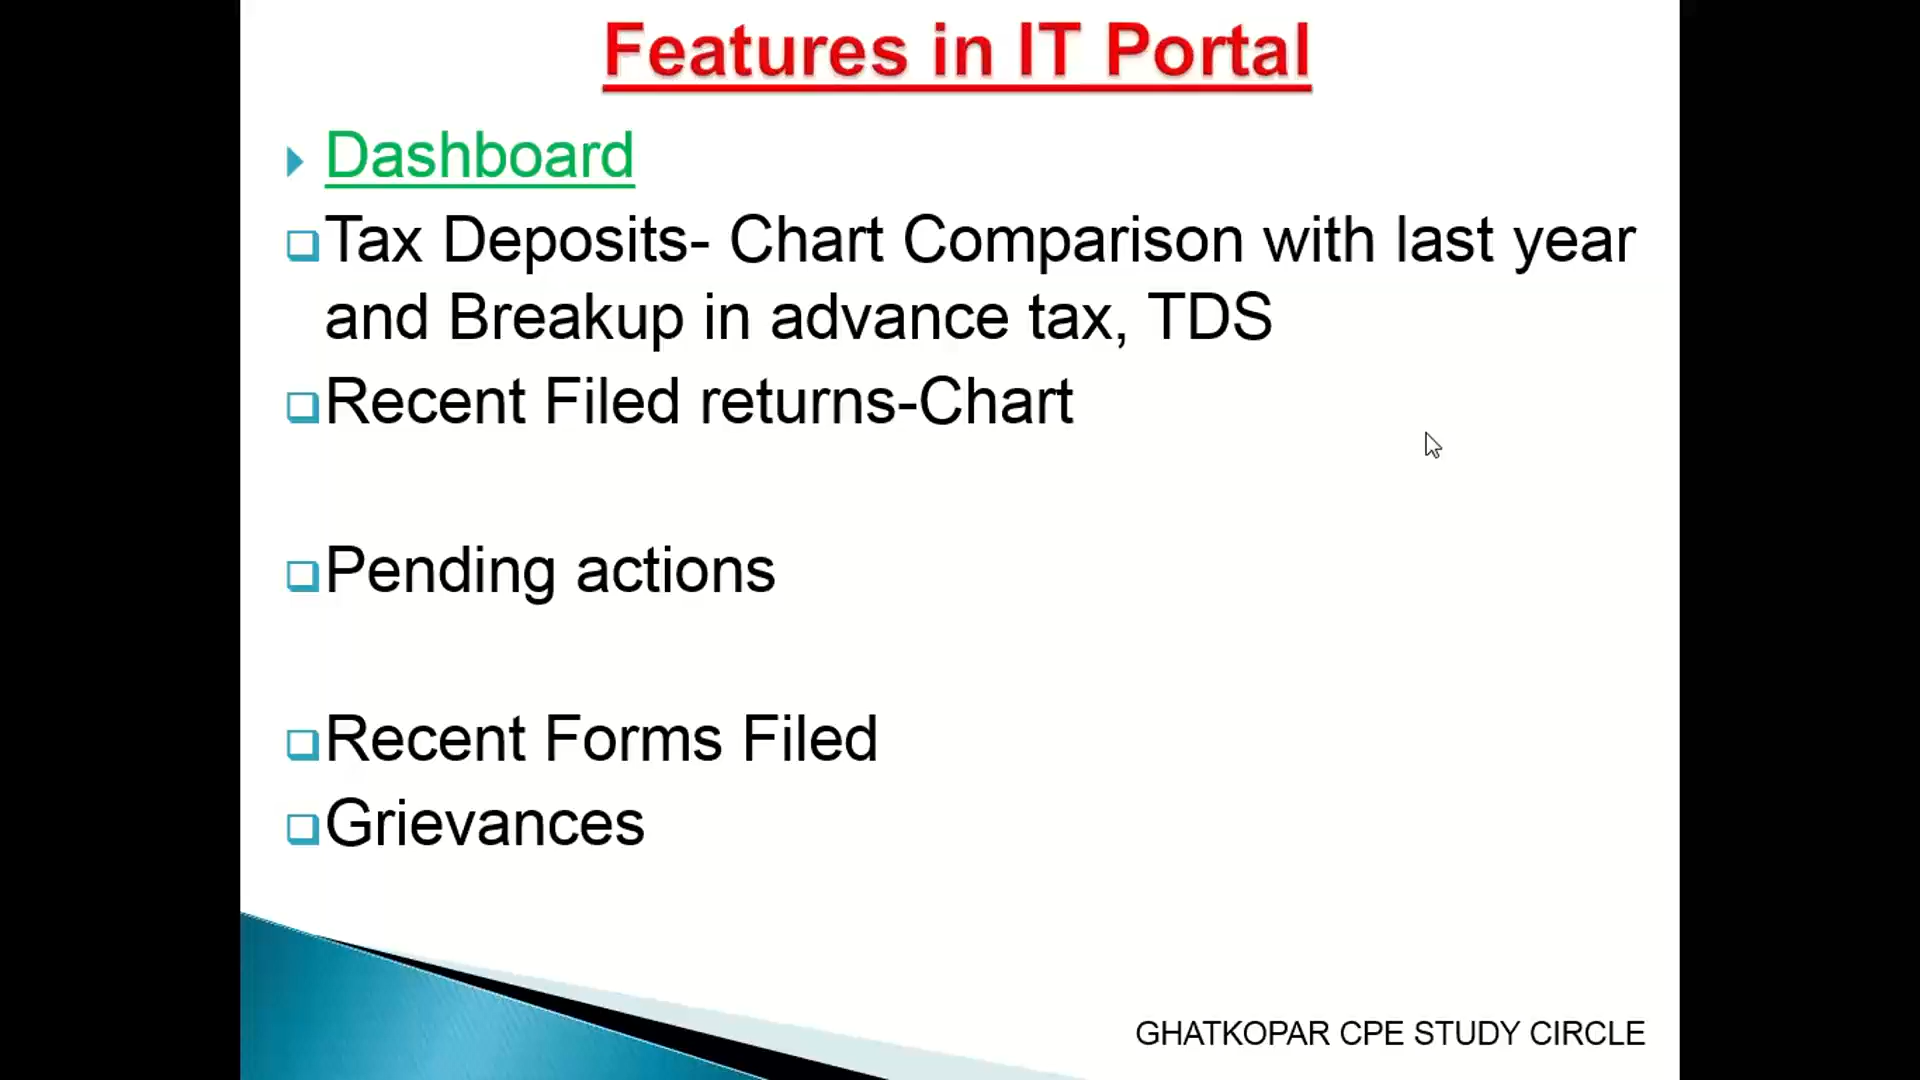 Features in IT Portal
Dashboard
Tax Deposits- Chart Comparison with last year
and Breakup in advance tax, TDS
Recent Filed returns-Chart
Pending actions
Recent Forms Filed
Grievances
GHATKOPAR CPE STUDY CIRCLE